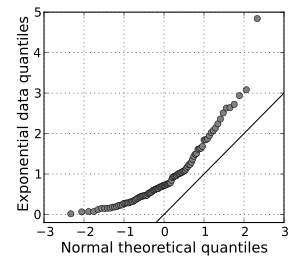 5
4
3
2
1
0
Exponential data quantiles
−3 −2 −1 0 1 2 3
Normal theoretical quantiles